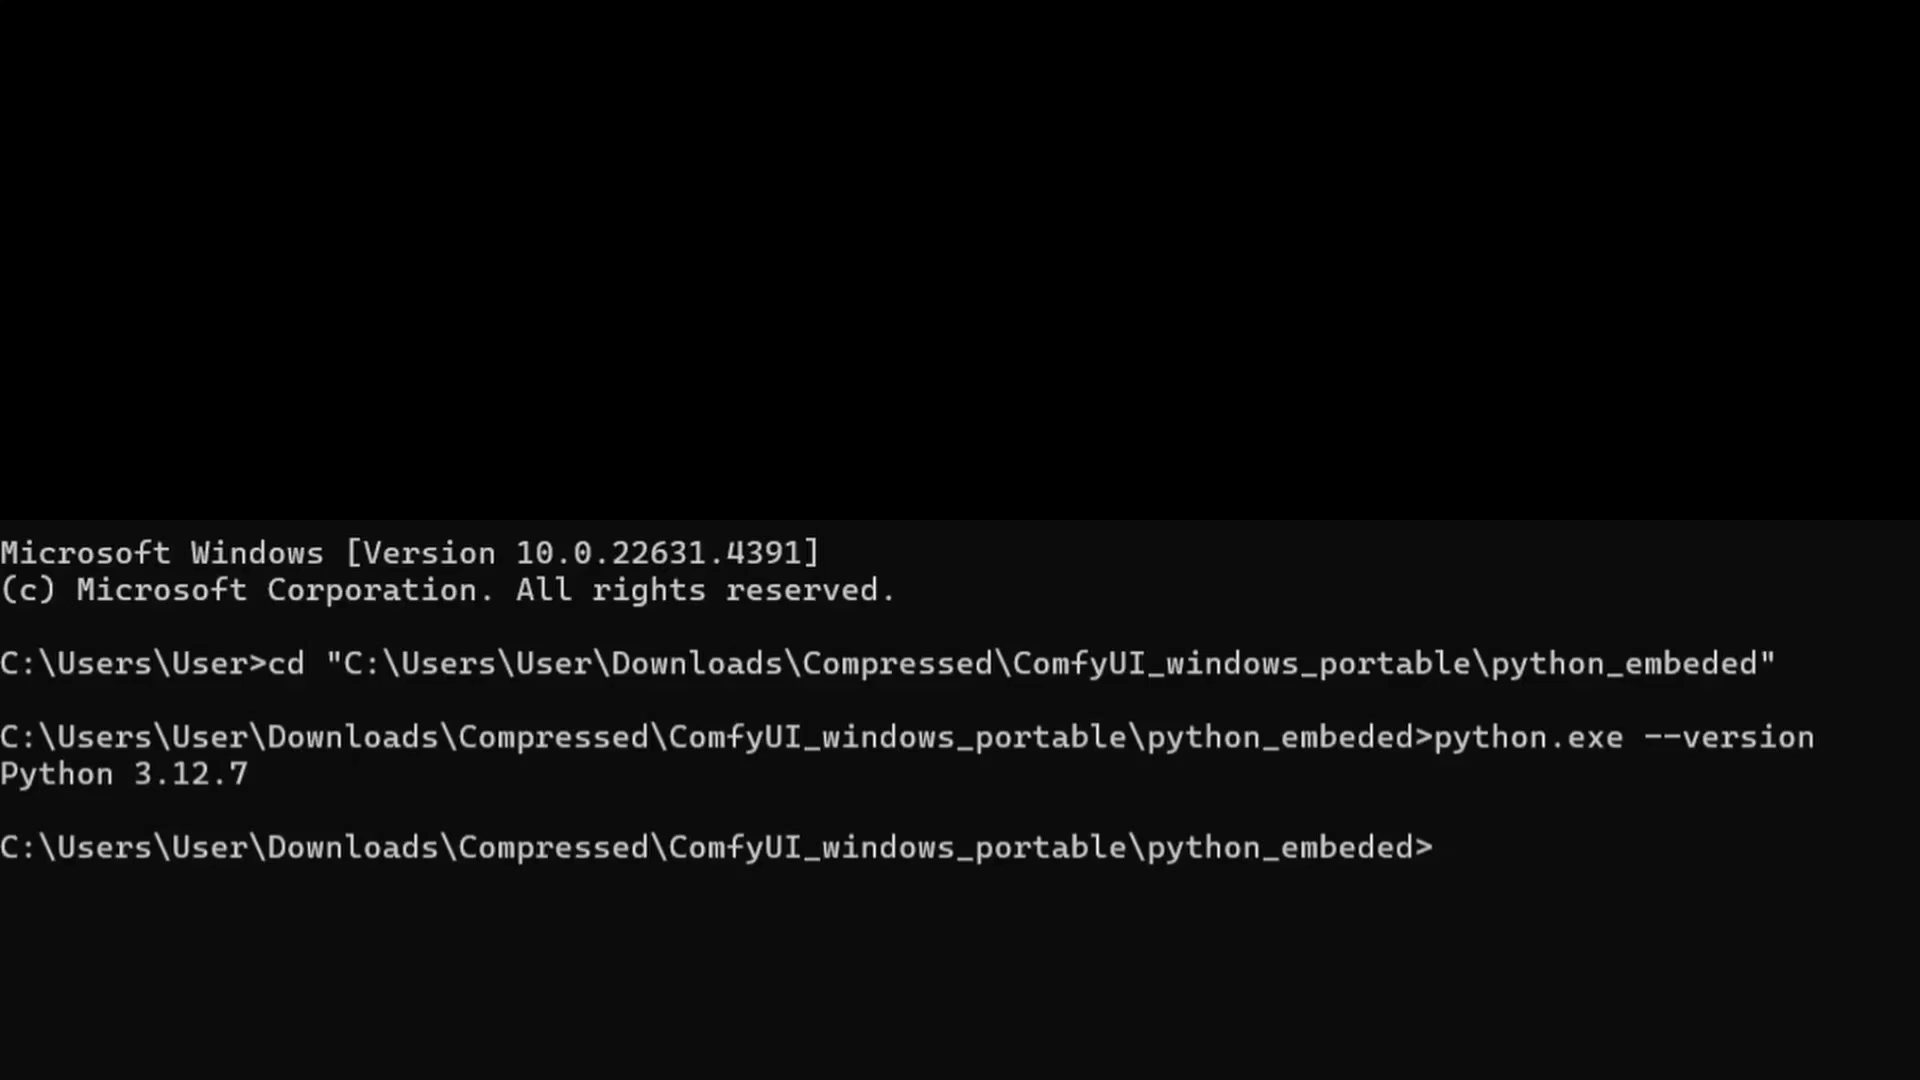 Microsoft Windows [Version 10.0.22631.4391]
(c) Microsoft Corporation. All rights reserved.
C:\Users\User>cd "C:\Users\User\Downloads\Compressed\ComfyUI_windows_portable\python_embeded"
C:\Users\User\Downloads\Compressed\ComfyUI_windows_portable\python_embeded>python.exe --version
Python 3.12.7
C:\Users\User\Downloads\Compressed\ComfyUI_windows_portable\python_embeded>